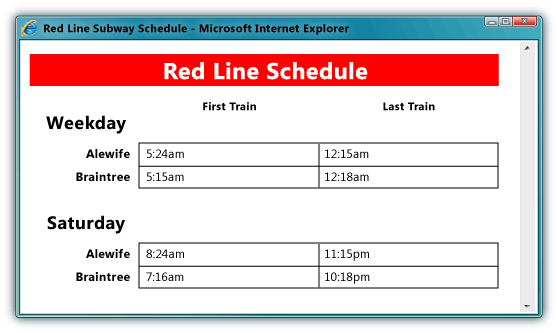 Red Line Subway Schedule - Microsoft Internet Explorer
Red Line Schedule
First Train Last Train
Weekday
Alewife 5:24am 12:15am
Braintree 5:15am 12:18am
Saturday
Alewife 8:24am 11:15pm
Braintree 7:16am 10:18pm